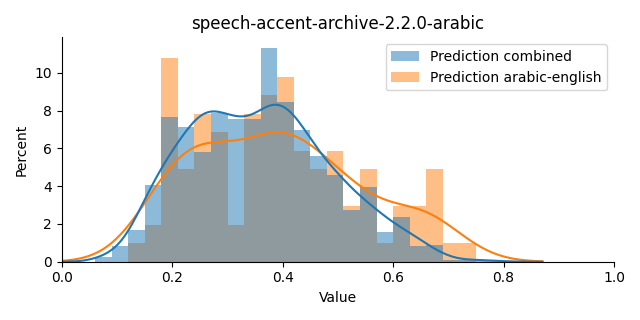 speech-accent-archive-2.2.0-arabic
Prediction combined
Prediction arabic-english
Percent
10
8
6
4
2
0
0.0 0.2 0.4 0.6 0.8 1.0
Value